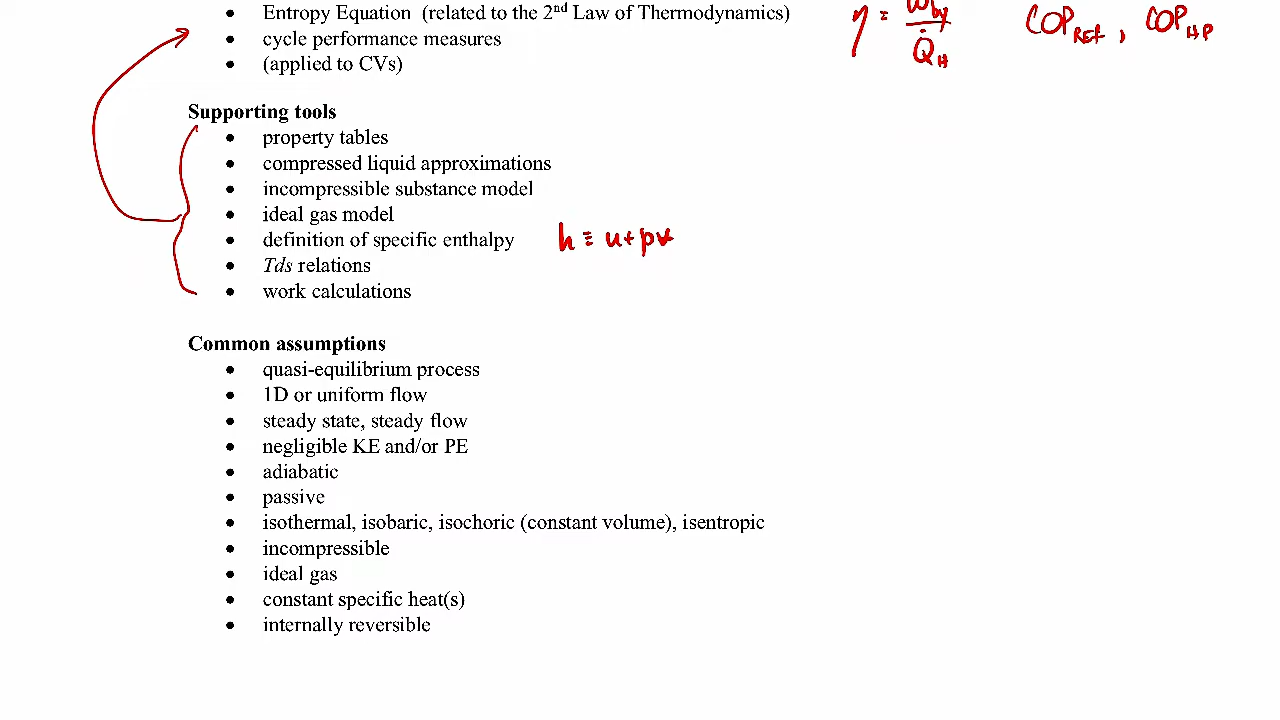 • Entropy Equation (related to the 2nd Law of Thermodynamics)
η = Ẇby / Q̇H COPREF, COPHP
• cycle performance measures
• (applied to CVs)
Supporting tools
• property tables
• compressed liquid approximations
• incompressible substance model
• ideal gas model
• definition of specific enthalpy h ≡ u+pv
• Tds relations
• work calculations
Common assumptions
• quasi-equilibrium process
• 1D or uniform flow
• steady state, steady flow
• negligible KE and/or PE
• adiabatic
• passive
• isothermal, isobaric, isochoric (constant volume), isentropic
• incompressible
• ideal gas
• constant specific heat(s)
• internally reversible